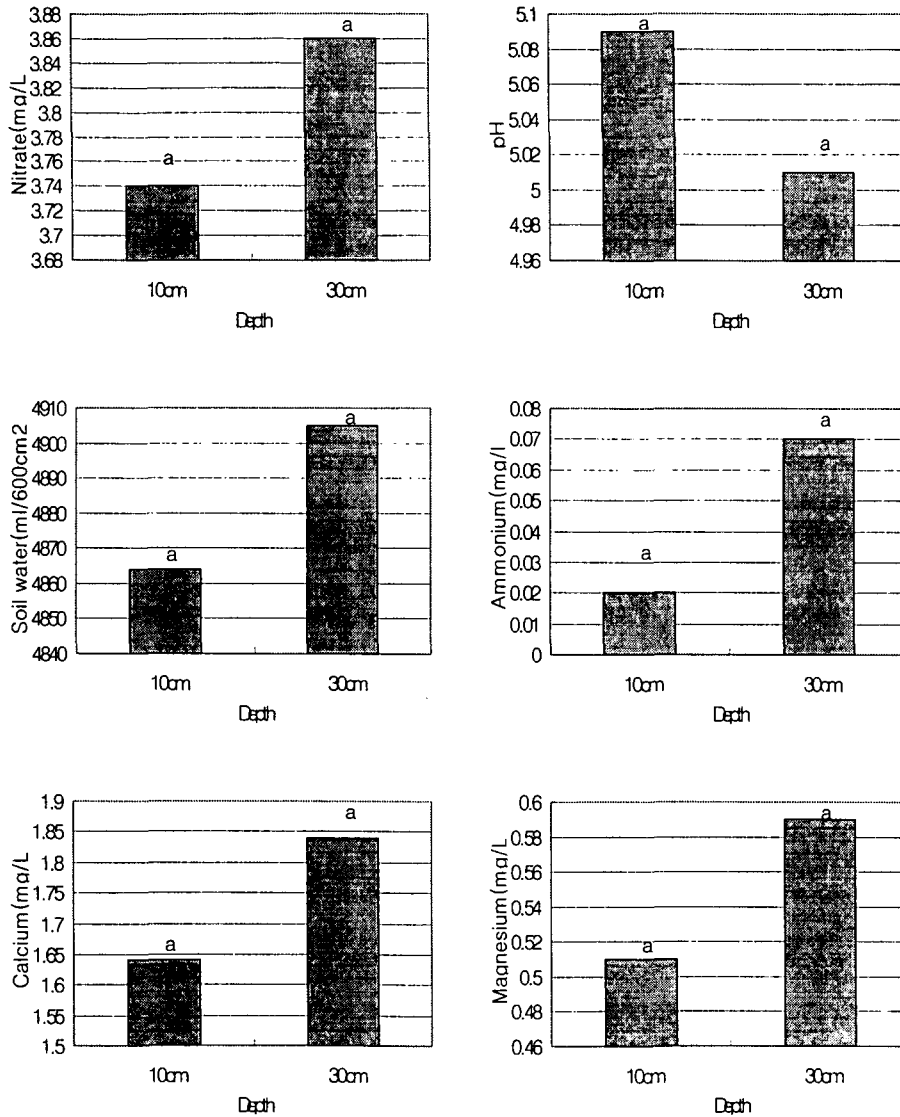 Nitrate(mg/L)
3.88
3.86
3.84
3.82
3.8
3.78
3.76
3.74
3.72
3.7
3.68
a
a
10cm
30cm
Depth
pH
5.1
5.08
5.06
5.04
5.02
5
4.98
4.96
a
a
10cm
30cm
Depth
Soil water(ml/600cm2
4910
4900
4890
4880
4870
4860
4850
4840
a
a
10cm
30cm
Depth
Ammonium(mg/l
0.08
0.07
0.06
0.05
0.04
0.03
0.02
0.01
0
a
a
10cm
30cm
Depth
Calcium(mg/L
1.9
1.85
1.8
1.75
1.7
1.65
1.6
1.55
1.5
a
a
10cm
30cm
Depth
Magnesium(mg/L
0.6
0.58
0.56
0.54
0.52
0.5
0.48
0.46
a
a
10cm
30cm
Depth